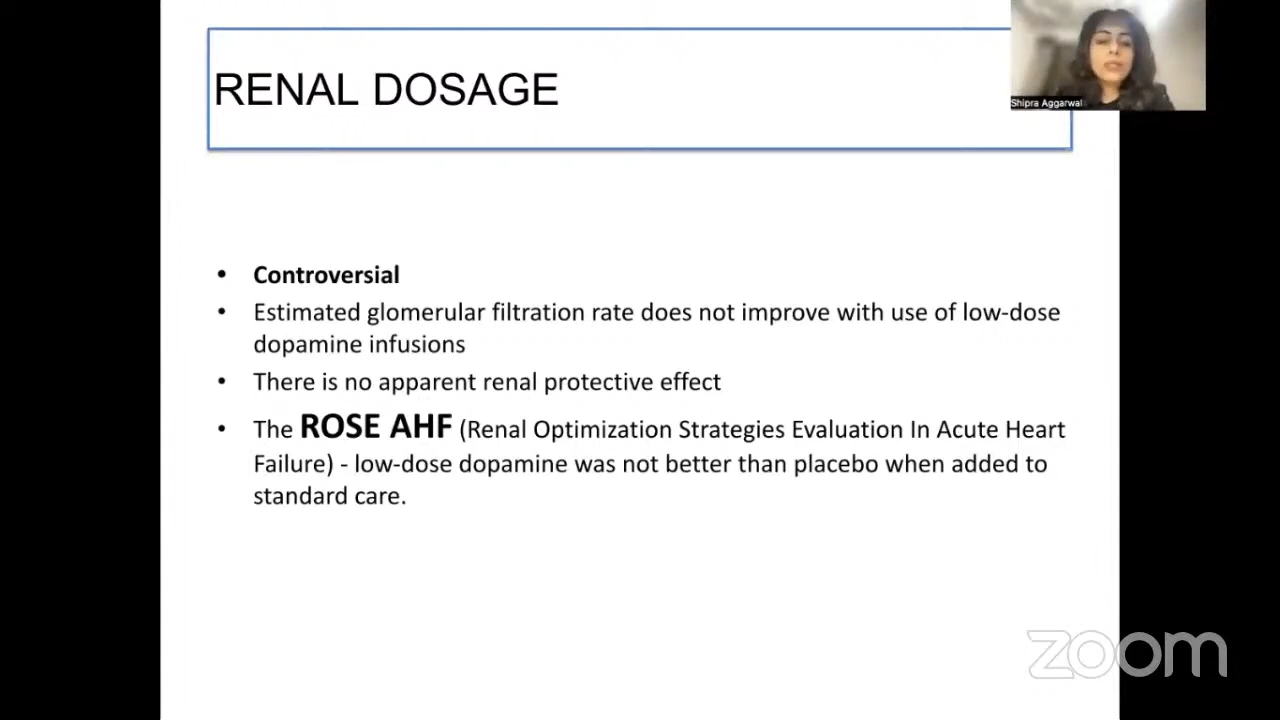 RENAL DOSAGE
Shipra Aggarwal
• Controversial
• Estimated glomerular filtration rate does not improve with use of low-dose
dopamine infusions
• There is no apparent renal protective effect
• The ROSE AHF (Renal Optimization Strategies Evaluation In Acute Heart
Failure) - low-dose dopamine was not better than placebo when added to
standard care.
zoom